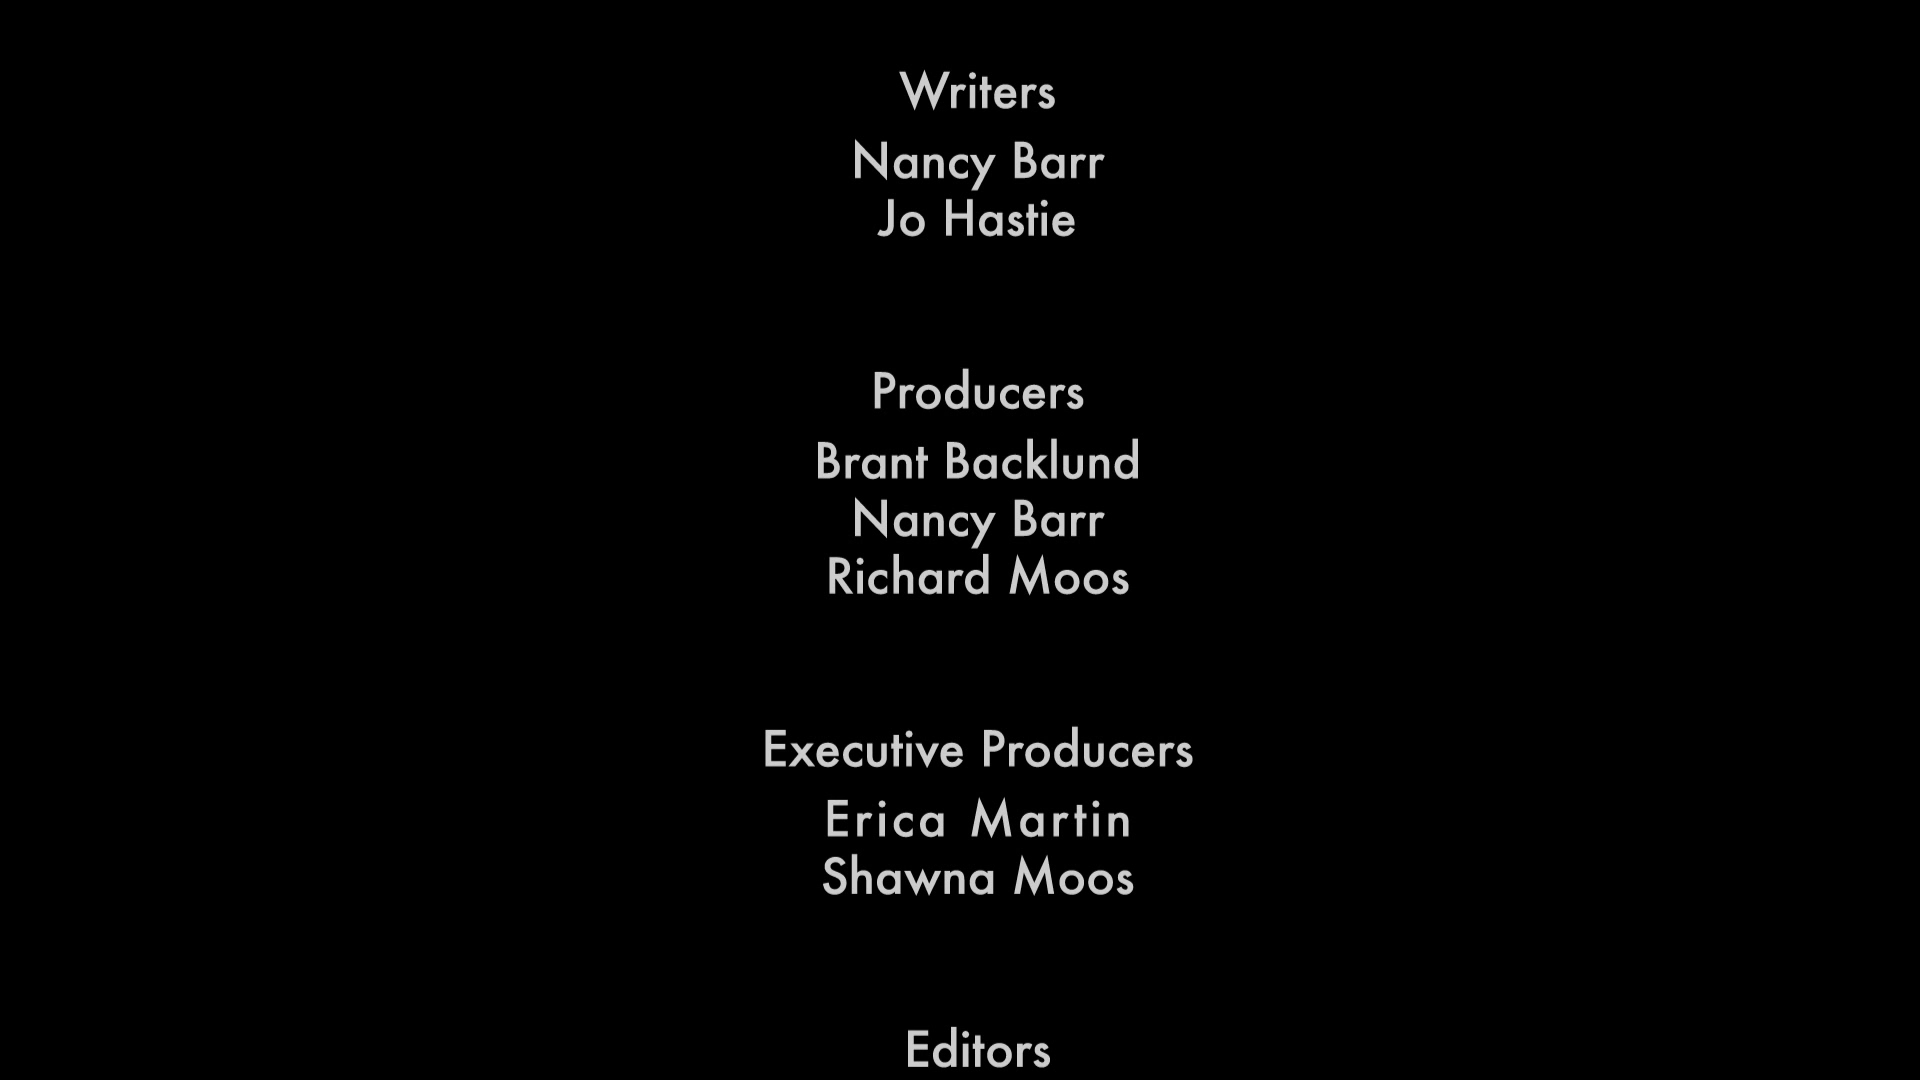 Writers
Nancy Barr
Jo Hastie
Producers
Brant Backlund
Nancy Barr
Richard Moos
Executive Producers
Erica Martin
Shawna Moos
Editors